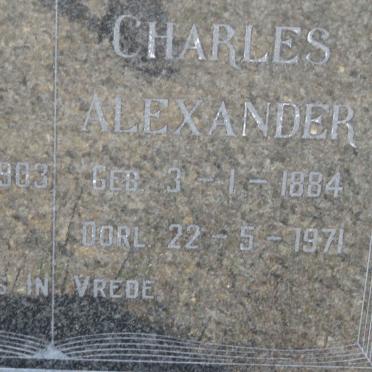 CHARLES
ALEXANDER
903 GEB. 3 - 1 - 1884
OORL. 22 - 5 - 1971
S IN VREDE